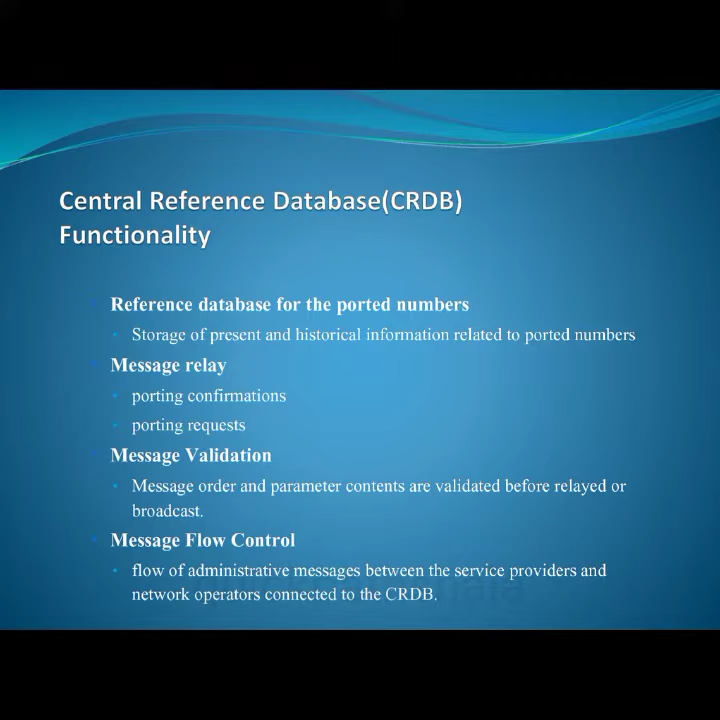 Central Reference Database(CRDB)
Functionality
Reference database for the ported numbers
Storage of present and historical information related to ported numbers
Message relay
porting confirmations
porting requests
Message Validation
Message order and parameter contents are validated before relayed or
broadcast.
Message Flow Control
flow of administrative messages between the service providers and
network operators connected to the CRDB.